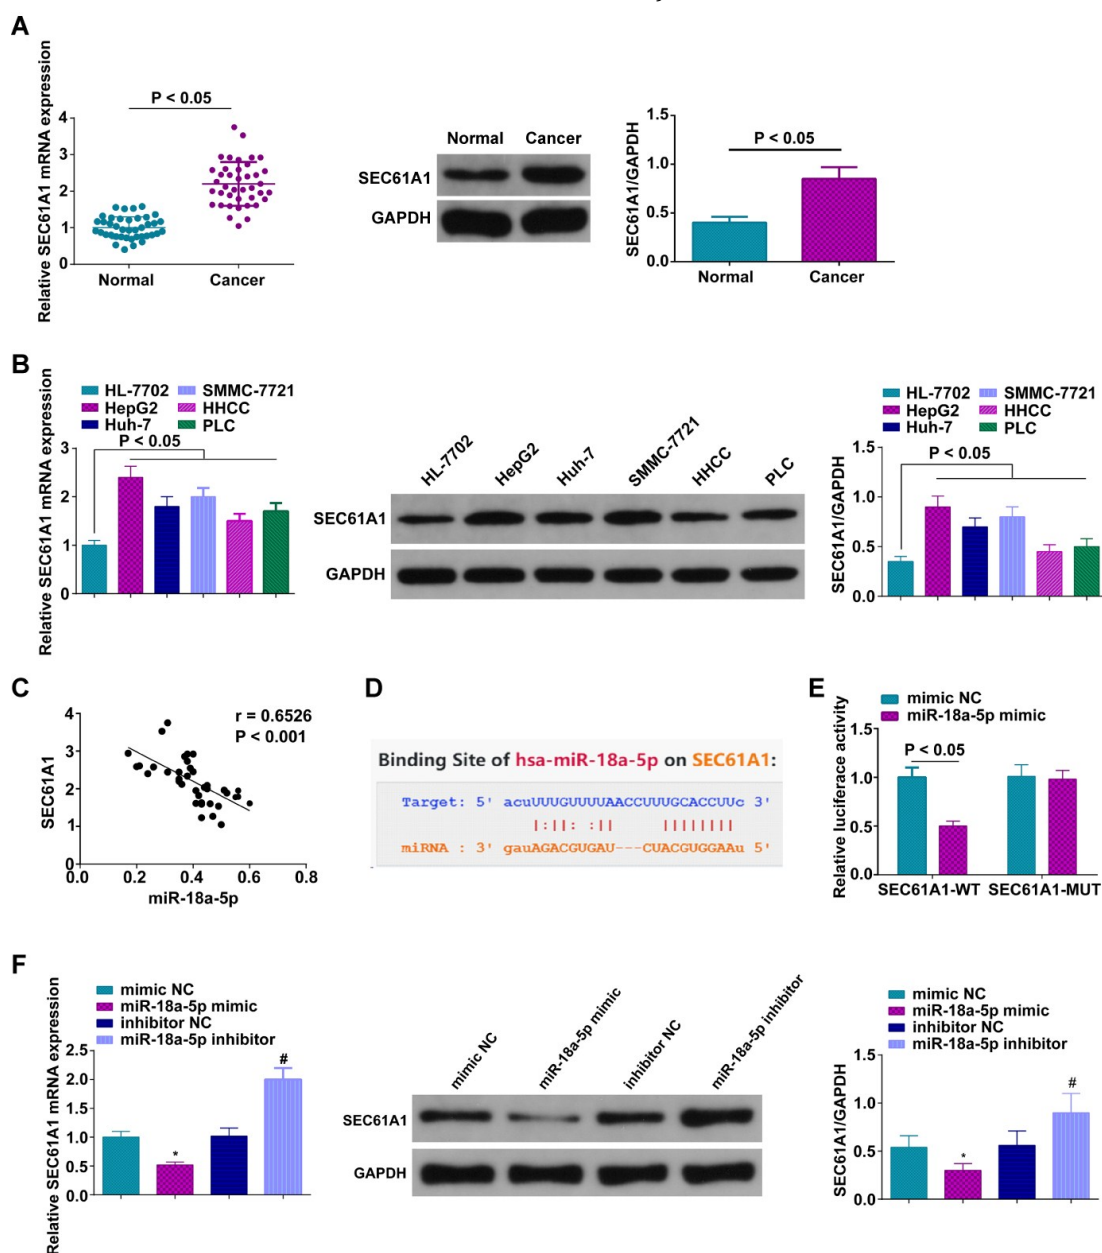 A
Relative SEC61A1 mRNA expression
P < 0.05
4
3
2
1
0
Normal
Cancer
Normal
Cancer
SEC61A1
GAPDH
SEC61A1/GAPDH
1.5
1.0
0.5
0.0
P < 0.05
Normal
Cancer
B
Relative SEC61A1 mRNA expression
HL-7702
HepG2
Huh-7
SMMC-7721
HHCC
PLC
P < 0.05
3
2
1
0
HL-7702
HepG2
Huh-7
SMMC-7721
HHCC
PLC
SEC61A1
GAPDH
SEC61A1/GAPDH
HL-7702
HepG2
Huh-7
SMMC-7721
HHCC
PLC
1.5
1.0
0.5
0.0
P < 0.05
C
SEC61A1
4
3
2
1
0
0.0
0.2
0.4
0.6
0.8
miR-18a-5p
r = 0.6526
P < 0.001
D
Binding Site of hsa-miR-18a-5p on SEC61A1:
Target: 5' acuUUUGUUUUAACCUUUGCACCUUc 3'
|:||: :|| ||||||||
miRNA : 3' gauAGACGUGAU---CUACGUGGAAu 5'
E
mimic NC
miR-18a-5p mimic
Relative luciferace activity
1.5
1.0
0.5
0.0
P < 0.05
SEC61A1-WT
SEC61A1-MUT
F
Relative SEC61A1 mRNA expression
mimic NC
miR-18a-5p mimic
inhibitor NC
miR-18a-5p inhibitor
2.5
2.0
1.5
1.0
0.5
0.0
*
#
mimic NC
miR-18a-5p mimic
inhibitor NC
miR-18a-5p inhibitor
SEC61A1
GAPDH
SEC61A1/GAPDH
mimic NC
miR-18a-5p mimic
inhibitor NC
miR-18a-5p inhibitor
1.5
1.0
0.5
0.0
*
#